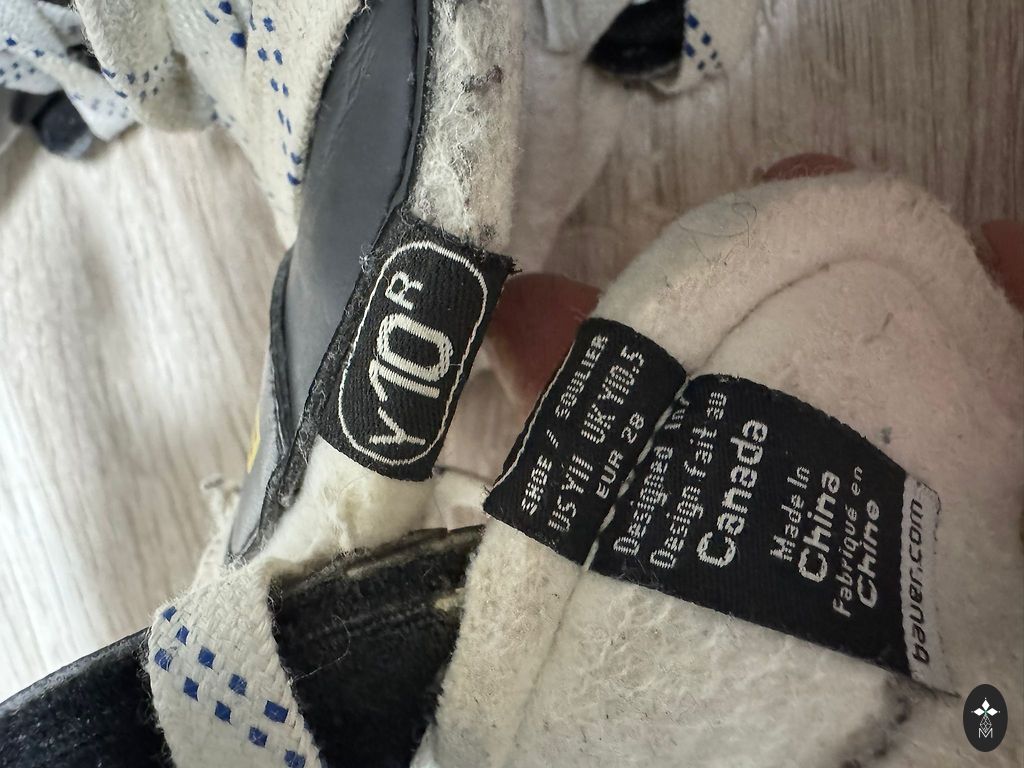 Y10R
SHOE // SOULIER
US Y11 UK Y10.5
EUR 28
Designed in/
Design fait au
Canada
Made In
China
Fabriqué en
Chine
bauer.com
M